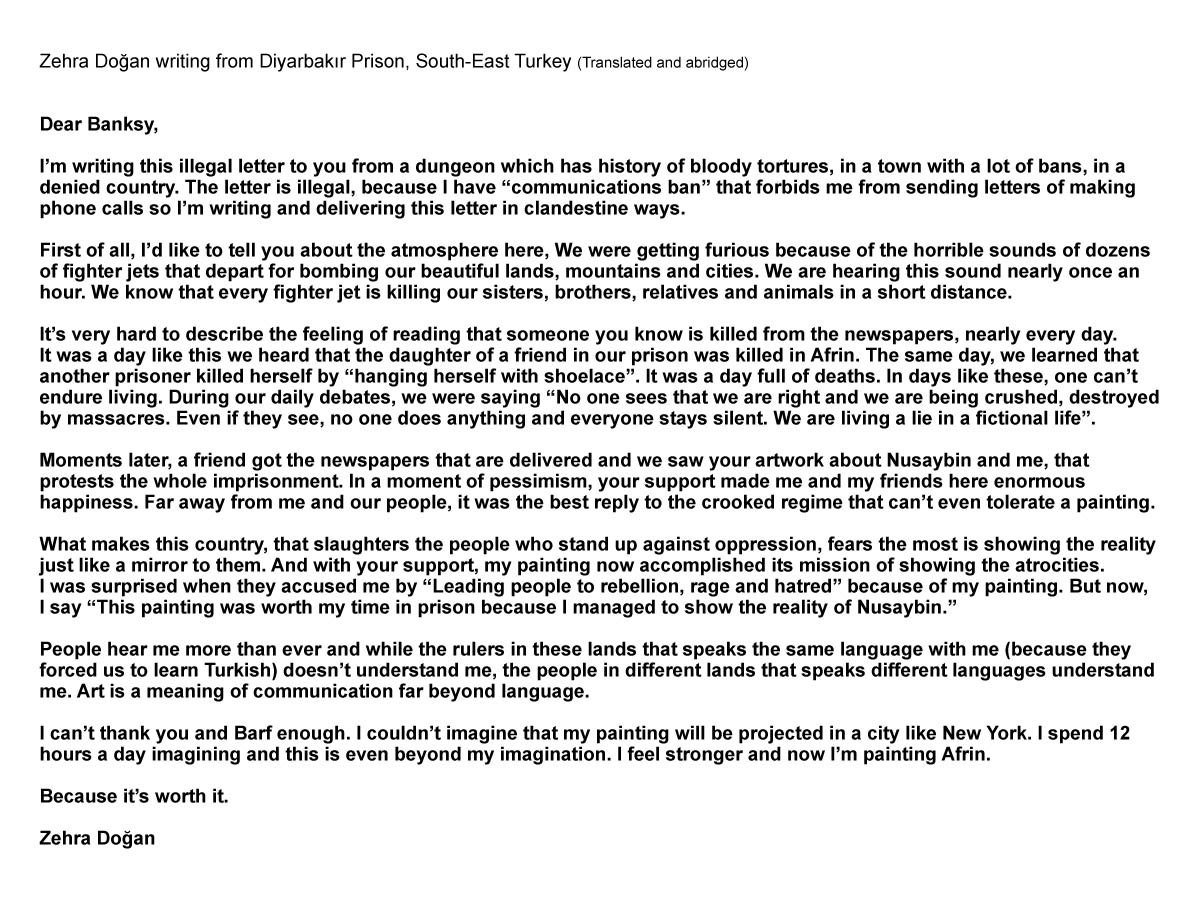 Zehra Doğan writing from Diyarbakır Prison, South-East Turkey (Translated and abridged)
Dear Banksy,
I’m writing this illegal letter to you from a dungeon which has history of bloody tortures, in a town with a lot of bans, in a
denied country. The letter is illegal, because I have “communications ban” that forbids me from sending letters of making
phone calls so I’m writing and delivering this letter in clandestine ways.
First of all, I’d like to tell you about the atmosphere here, We were getting furious because of the horrible sounds of dozens
of fighter jets that depart for bombing our beautiful lands, mountains and cities. We are hearing this sound nearly once an
hour. We know that every fighter jet is killing our sisters, brothers, relatives and animals in a short distance.
It’s very hard to describe the feeling of reading that someone you know is killed from the newspapers, nearly every day.
It was a day like this we heard that the daughter of a friend in our prison was killed in Afrin. The same day, we learned that
another prisoner killed herself by “hanging herself with shoelace”. It was a day full of deaths. In days like these, one can’t
endure living. During our daily debates, we were saying “No one sees that we are right and we are being crushed, destroyed
by massacres. Even if they see, no one does anything and everyone stays silent. We are living a lie in a fictional life”.
Moments later, a friend got the newspapers that are delivered and we saw your artwork about Nusaybin and me, that
protests the whole imprisonment. In a moment of pessimism, your support made me and my friends here enormous
happiness. Far away from me and our people, it was the best reply to the crooked regime that can’t even tolerate a painting.
What makes this country, that slaughters the people who stand up against oppression, fears the most is showing the reality
just like a mirror to them. And with your support, my painting now accomplished its mission of showing the atrocities.
I was surprised when they accused me by “Leading people to rebellion, rage and hatred” because of my painting. But now,
I say “This painting was worth my time in prison because I managed to show the reality of Nusaybin.”
People hear me more than ever and while the rulers in these lands that speaks the same language with me (because they
forced us to learn Turkish) doesn’t understand me, the people in different lands that speaks different languages understand
me. Art is a meaning of communication far beyond language.
I can’t thank you and Barf enough. I couldn’t imagine that my painting will be projected in a city like New York. I spend 12
hours a day imagining and this is even beyond my imagination. I feel stronger and now I’m painting Afrin.
Because it’s worth it.
Zehra Doğan